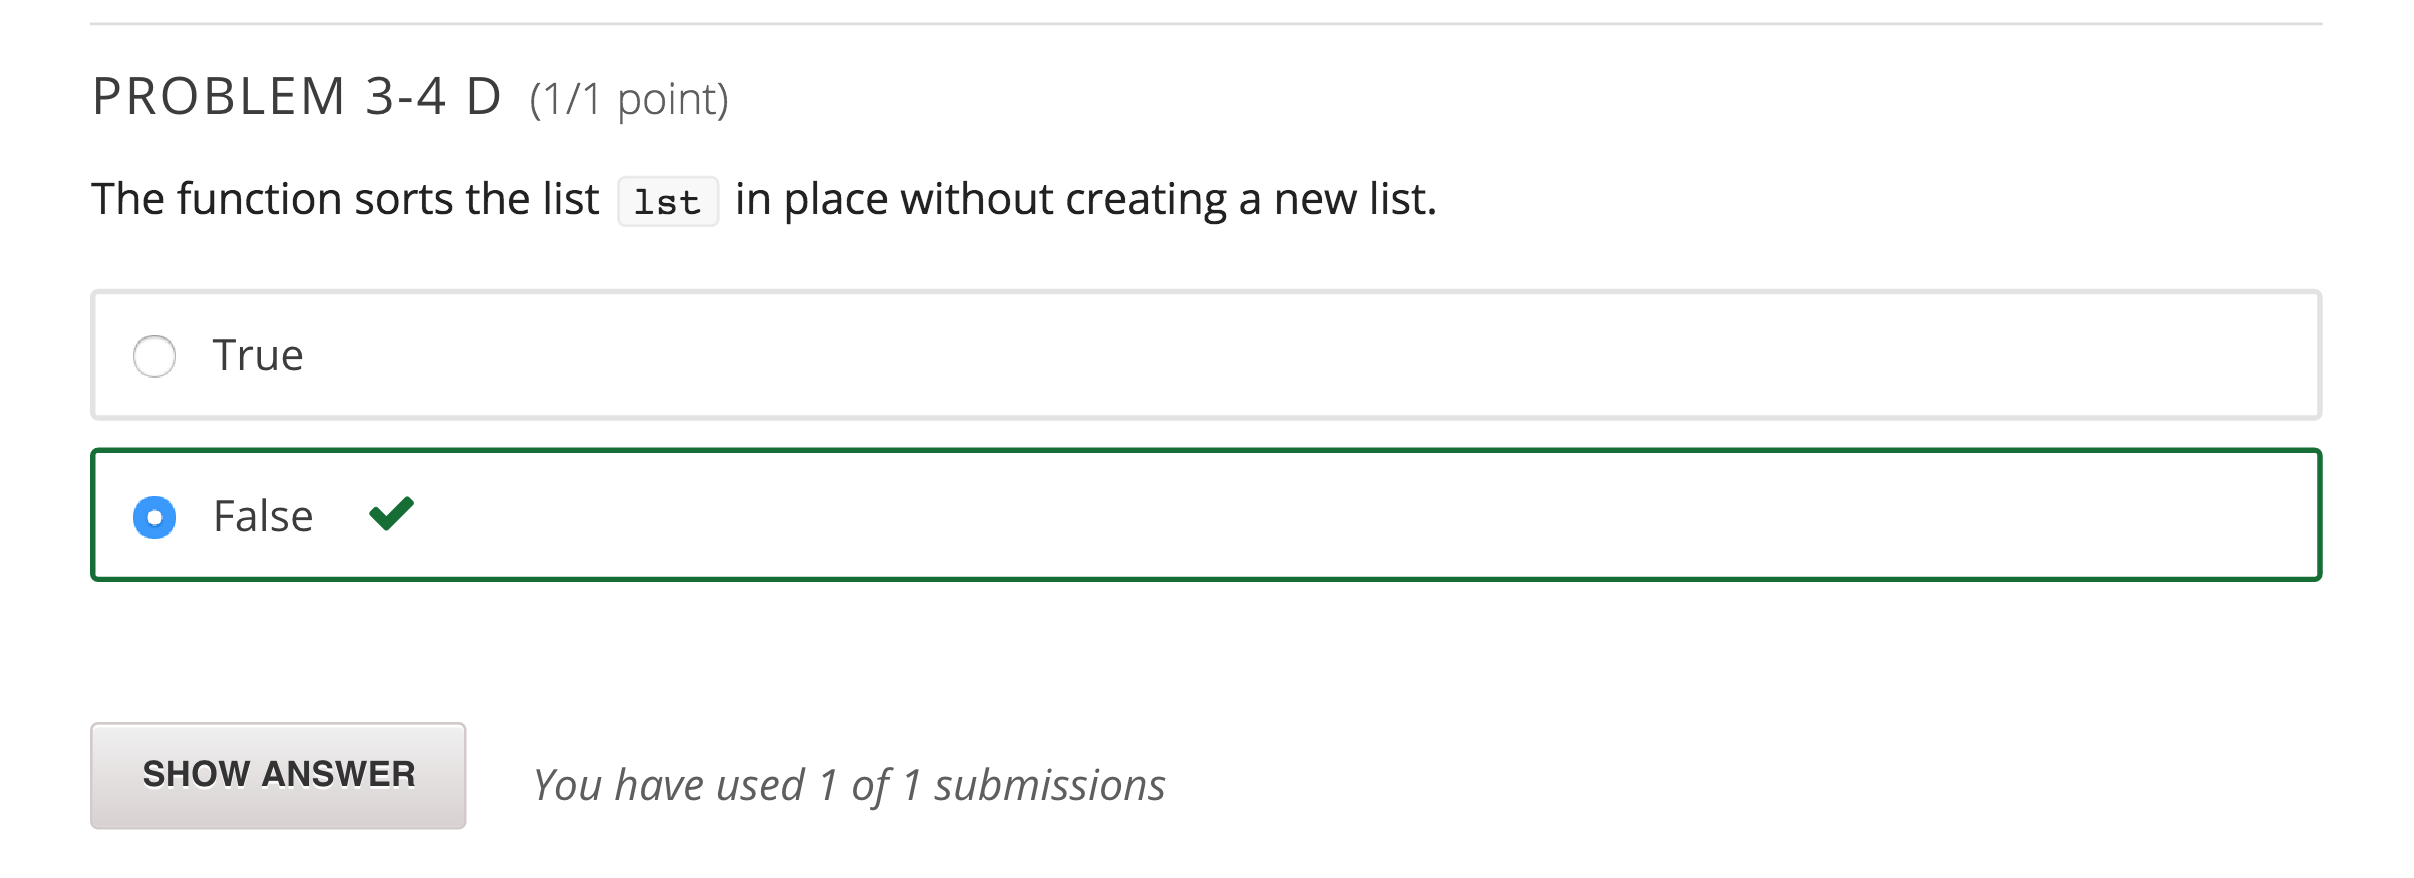 PROBLEM 3-4 D (1/1 point)
The function sorts the list lst in place without creating a new list.
True
False
SHOW ANSWER
You have used 1 of 1 submissions